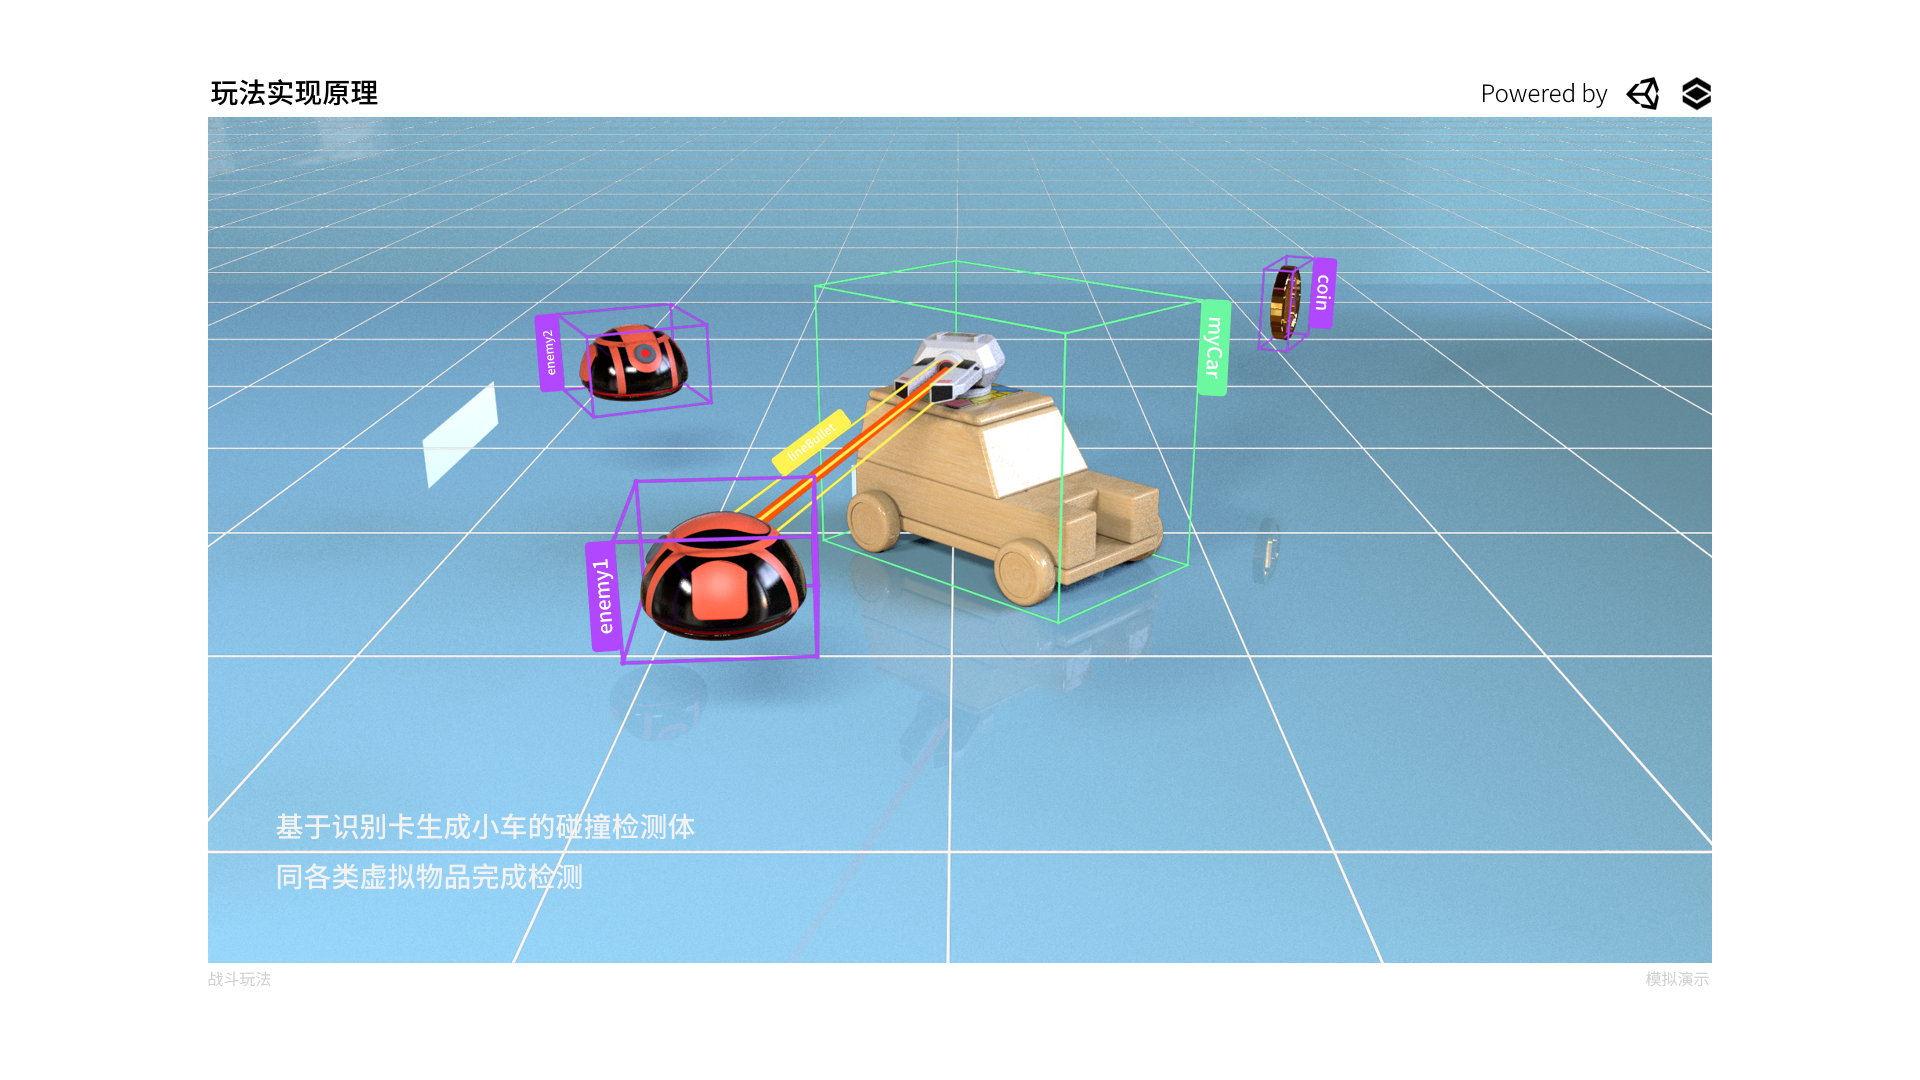 玩法实现原理
Powered by
coin
myCar
enemy2
lineBullet
enemy1
基于识别卡生成小车的碰撞检测体
同各类虚拟物品完成检测
战斗玩法
模拟演示